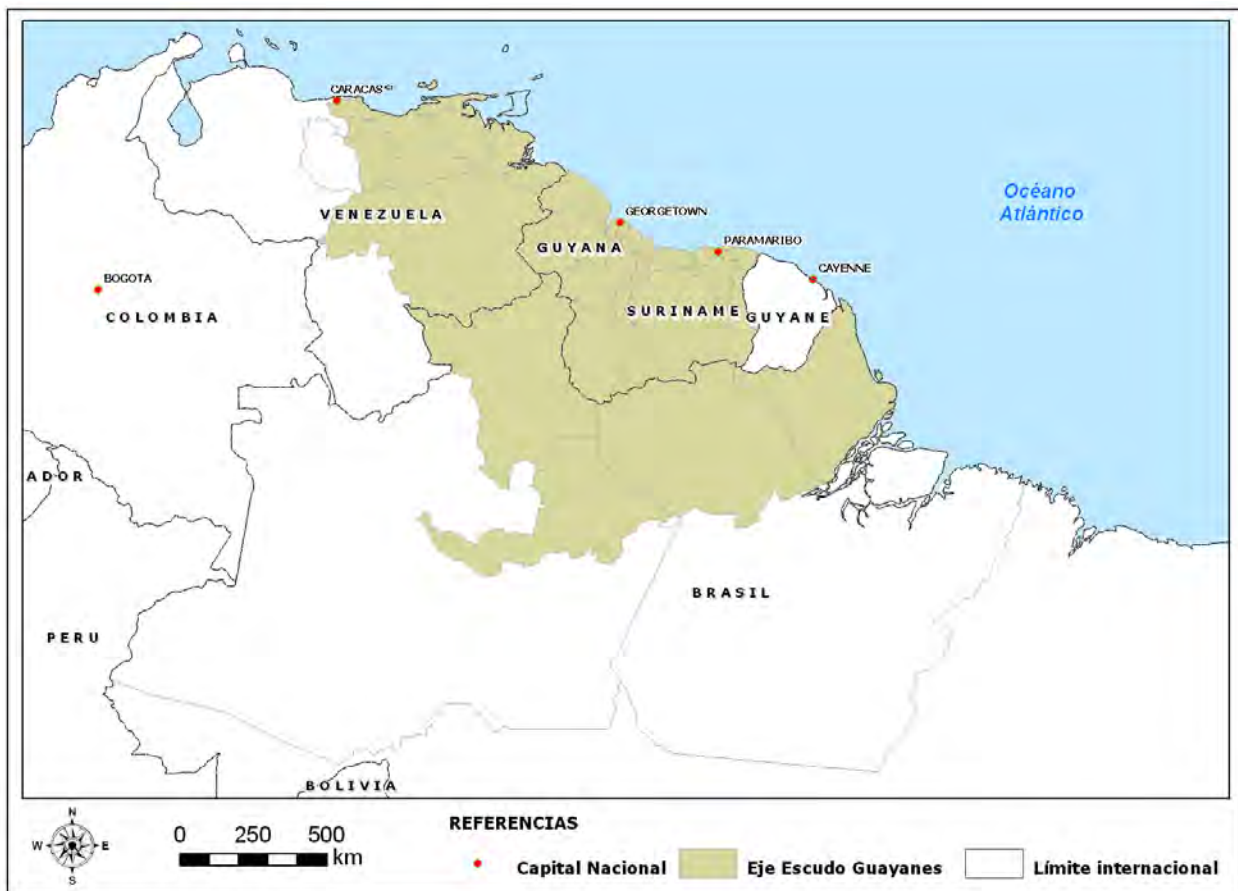 CARACAS
Océano
Atlántico
VENEZUELA
GEORGETOWN
GUYANA
PARAMARIBO
CAYENNE
BOGOTA
COLOMBIA
SURINAME
GUYANE
ADOR
BRASIL
PERU
BOLIVIA
N
W
E
S
0 250 500
km
REFERENCIAS
Capital Nacional
Eje Escudo Guayanes
Límite internacional